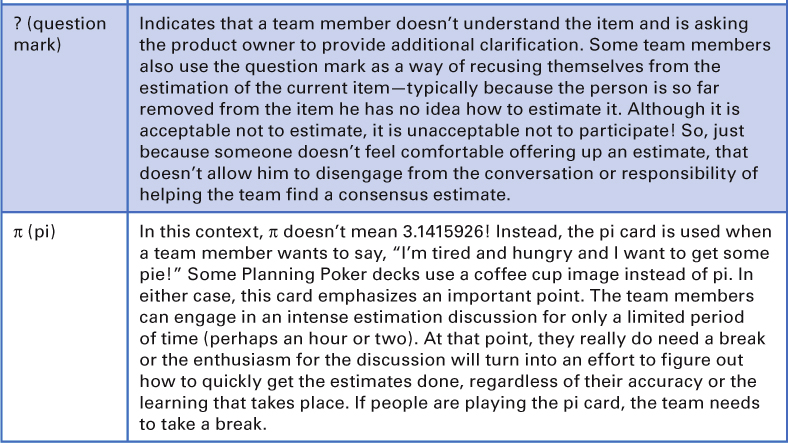 ? (question
mark)
Indicates that a team member doesn’t understand the item and is asking
the product owner to provide additional clarification. Some team members
also use the question mark as a way of recusing themselves from the
estimation of the current item—typically because the person is so far
removed from the item he has no idea how to estimate it. Although it is
acceptable not to estimate, it is unacceptable not to participate! So, just
because someone doesn’t feel comfortable offering up an estimate, that
doesn’t allow him to disengage from the conversation or responsibility of
helping the team find a consensus estimate.
π (pi)
In this context, π doesn’t mean 3.1415926! Instead, the pi card is used when
a team member wants to say, “I’m tired and hungry and I want to get some
pie!” Some Planning Poker decks use a coffee cup image instead of pi. In
either case, this card emphasizes an important point. The team members
can engage in an intense estimation discussion for only a limited period
of time (perhaps an hour or two). At that point, they really do need a break
or the enthusiasm for the discussion will turn into an effort to figure out
how to quickly get the estimates done, regardless of their accuracy or the
learning that takes place. If people are playing the pi card, the team needs
to take a break.